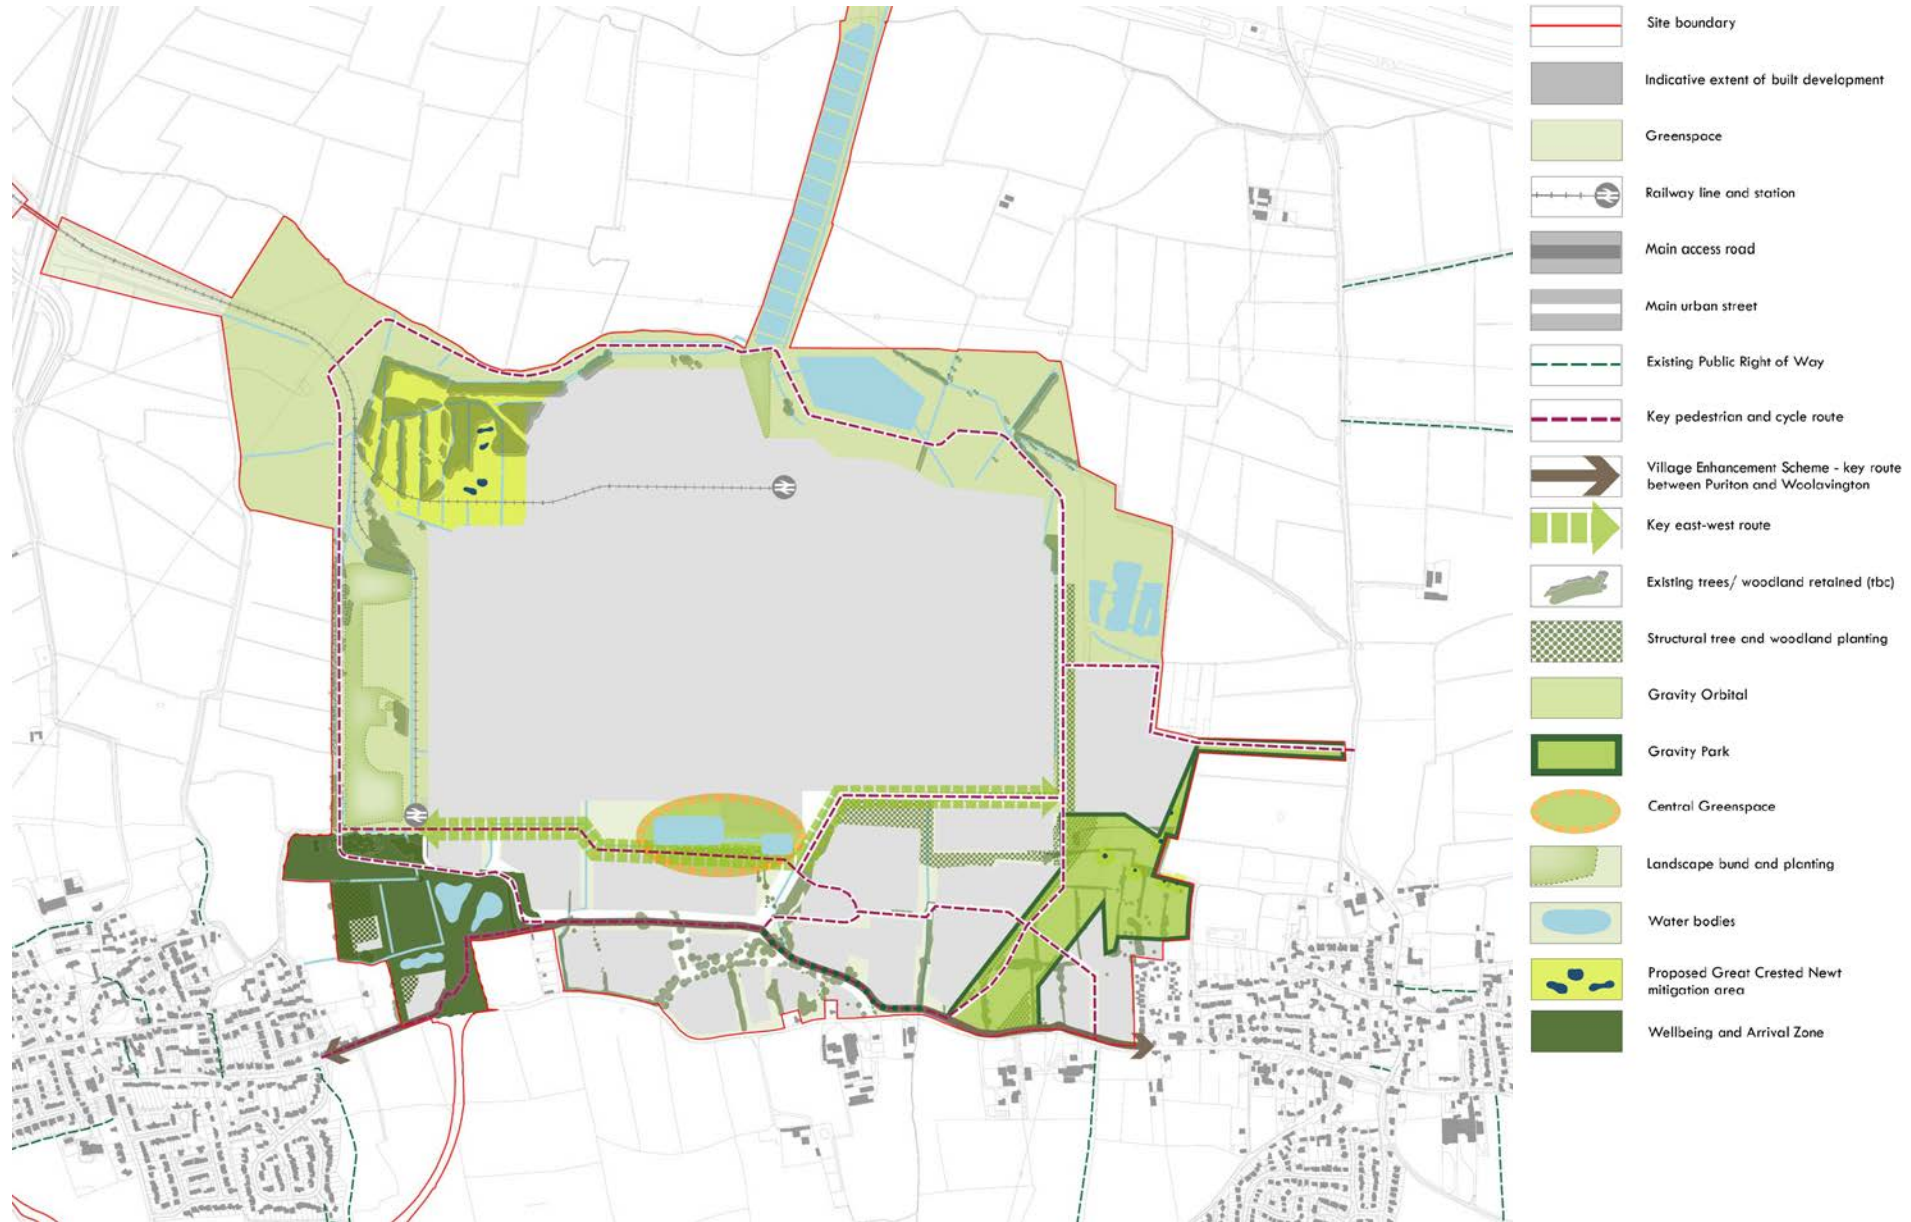 Site boundary
Indicative extent of built development
Greenspace
Railway line and station
Main access road
Main urban street
Existing Public Right of Way
Key pedestrian and cycle route
Village Enhancement Scheme - key route
between Puriton and Woolavington
Key east-west route
Existing trees/ woodland retained (tbc)
Structural tree and woodland planting
Gravity Orbital
Gravity Park
Central Greenspace
Landscape bund and planting
Water bodies
Proposed Great Crested Newt
mitigation area
Wellbeing and Arrival Zone